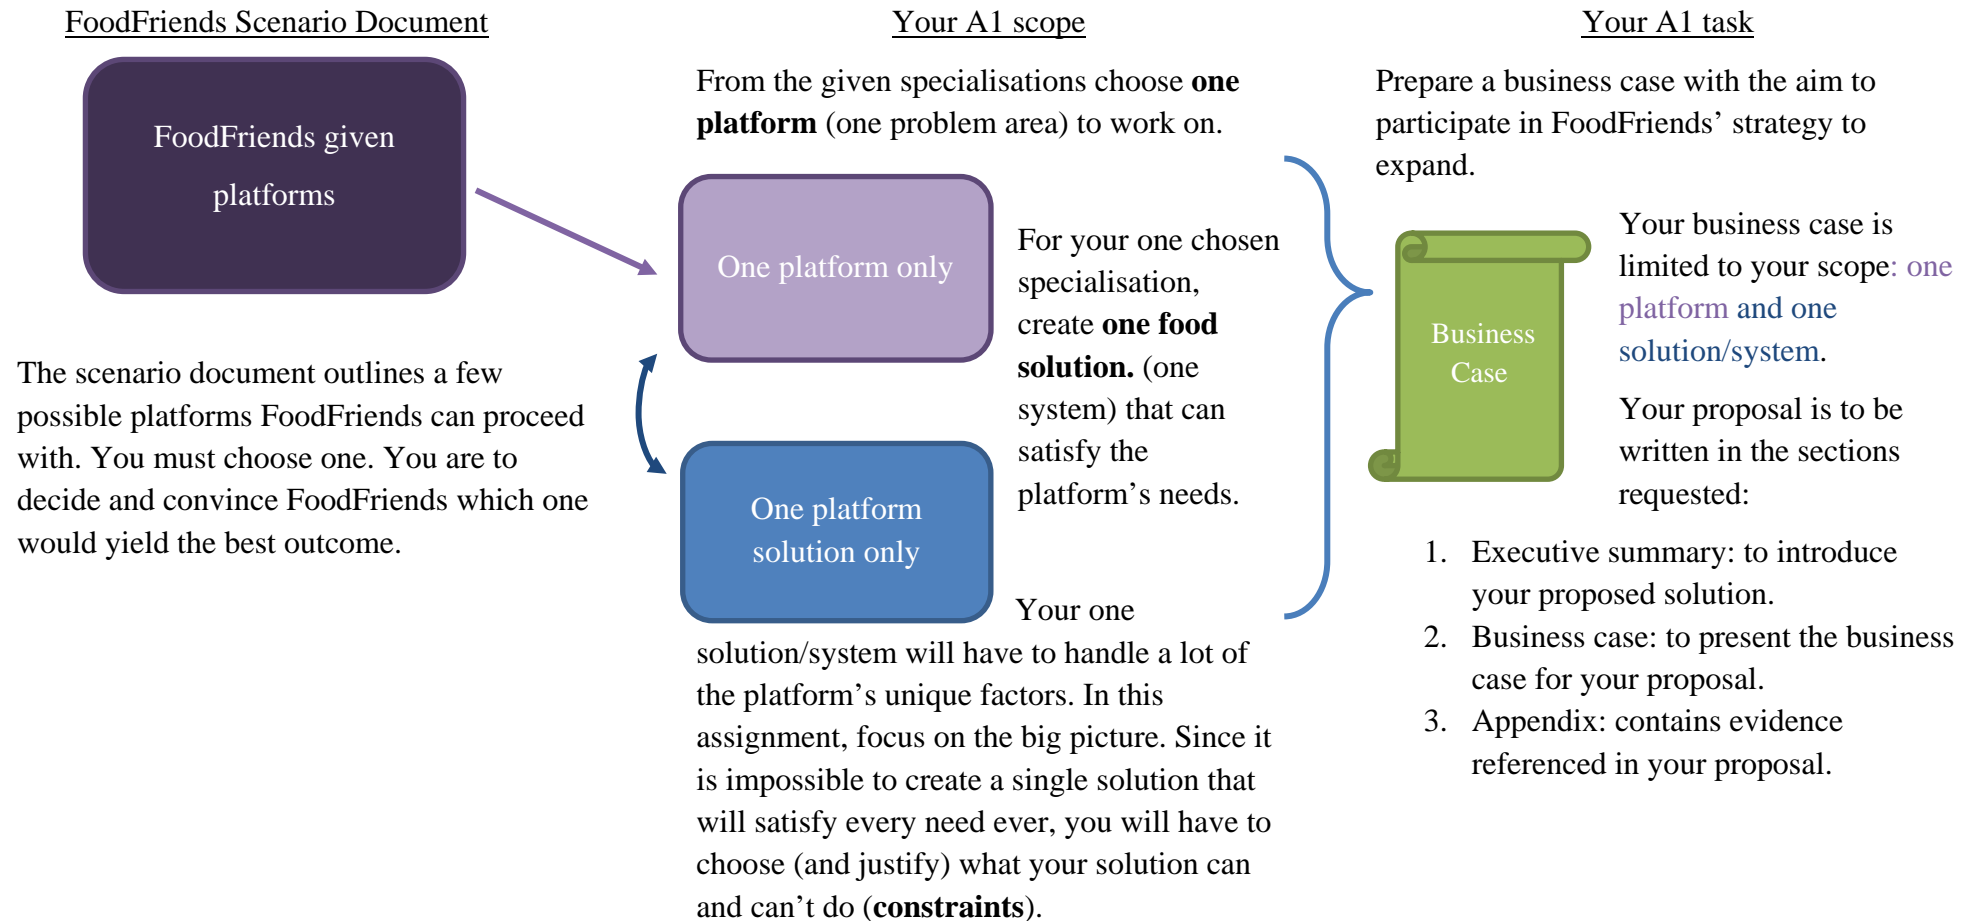 FoodFriends Scenario Document
FoodFriends given
platforms
The scenario document outlines a few
possible platforms FoodFriends can proceed
with. You must choose one. You are to
decide and convince FoodFriends which one
would yield the best outcome.
Your A1 scope
From the given specialisations choose one
platform (one problem area) to work on.
One platform only
For your one chosen
specialisation,
create one food
solution. (one
system) that can
satisfy the
platform’s needs.
One platform
solution only
Your one
solution/system will have to handle a lot of
the platform’s unique factors. In this
assignment, focus on the big picture. Since it
is impossible to create a single solution that
will satisfy every need ever, you will have to
choose (and justify) what your solution can
and can’t do (constraints).
Your A1 task
Prepare a business case with the aim to
participate in FoodFriends’ strategy to
expand.
Business
Case
Your business case is
limited to your scope: one
platform and one
solution/system.
Your proposal is to be
written in the sections
requested:
1. Executive summary: to introduce
your proposed solution.
2. Business case: to present the business
case for your proposal.
3. Appendix: contains evidence
referenced in your proposal.